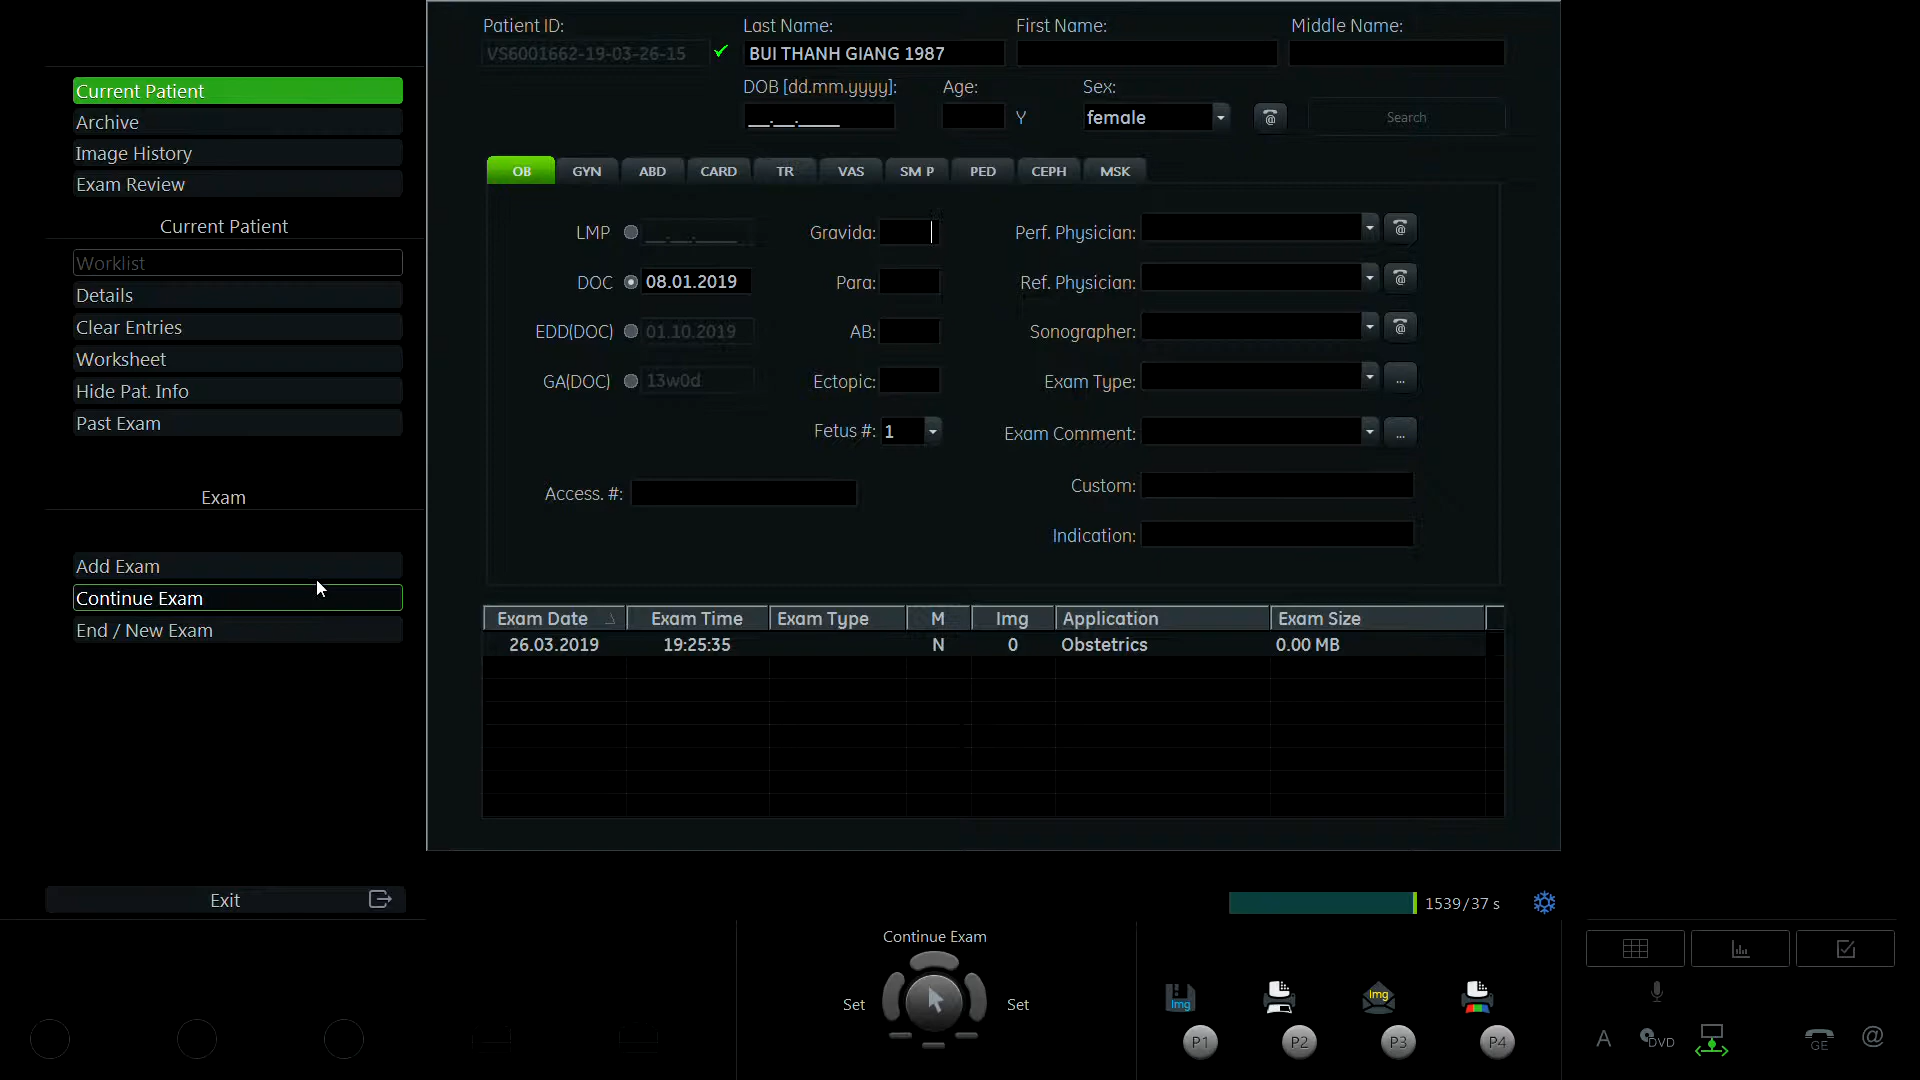 Patient ID: Last Name: First Name: Middle Name:
VS6001662-19-03-26-15 BUI THANH GIANG 1987
DOB [dd.mm.yyyy]: Age: Sex:
__.__.____ Y female @ Search
Current Patient
Archive
Image History
Exam Review
Current Patient
Worklist
Details
Clear Entries
Worksheet
Hide Pat. Info
Past Exam
Exam
Add Exam
Continue Exam
End / New Exam
Exit
OB GYN ABD CARD TR VAS SM P PED CEPH MSK
LMP __.__.____ Gravida: Perf. Physician: @
DOC 08.01.2019 Para: Ref. Physician: @
EDD(DOC) 01.10.2019 AB: Sonographer: @
GA(DOC) 13w0d Ectopic: Exam Type: ...
Fetus #: 1 Exam Comment: ...
Access. #: Custom:
Indication:
Exam Date Exam Time Exam Type M Img Application Exam Size
26.03.2019 19:25:35 N 0 Obstetrics 0.00 MB
1539/37 s
Continue Exam
Set Set
Img Img
P1 P2 P3 P4
A DVD GE @